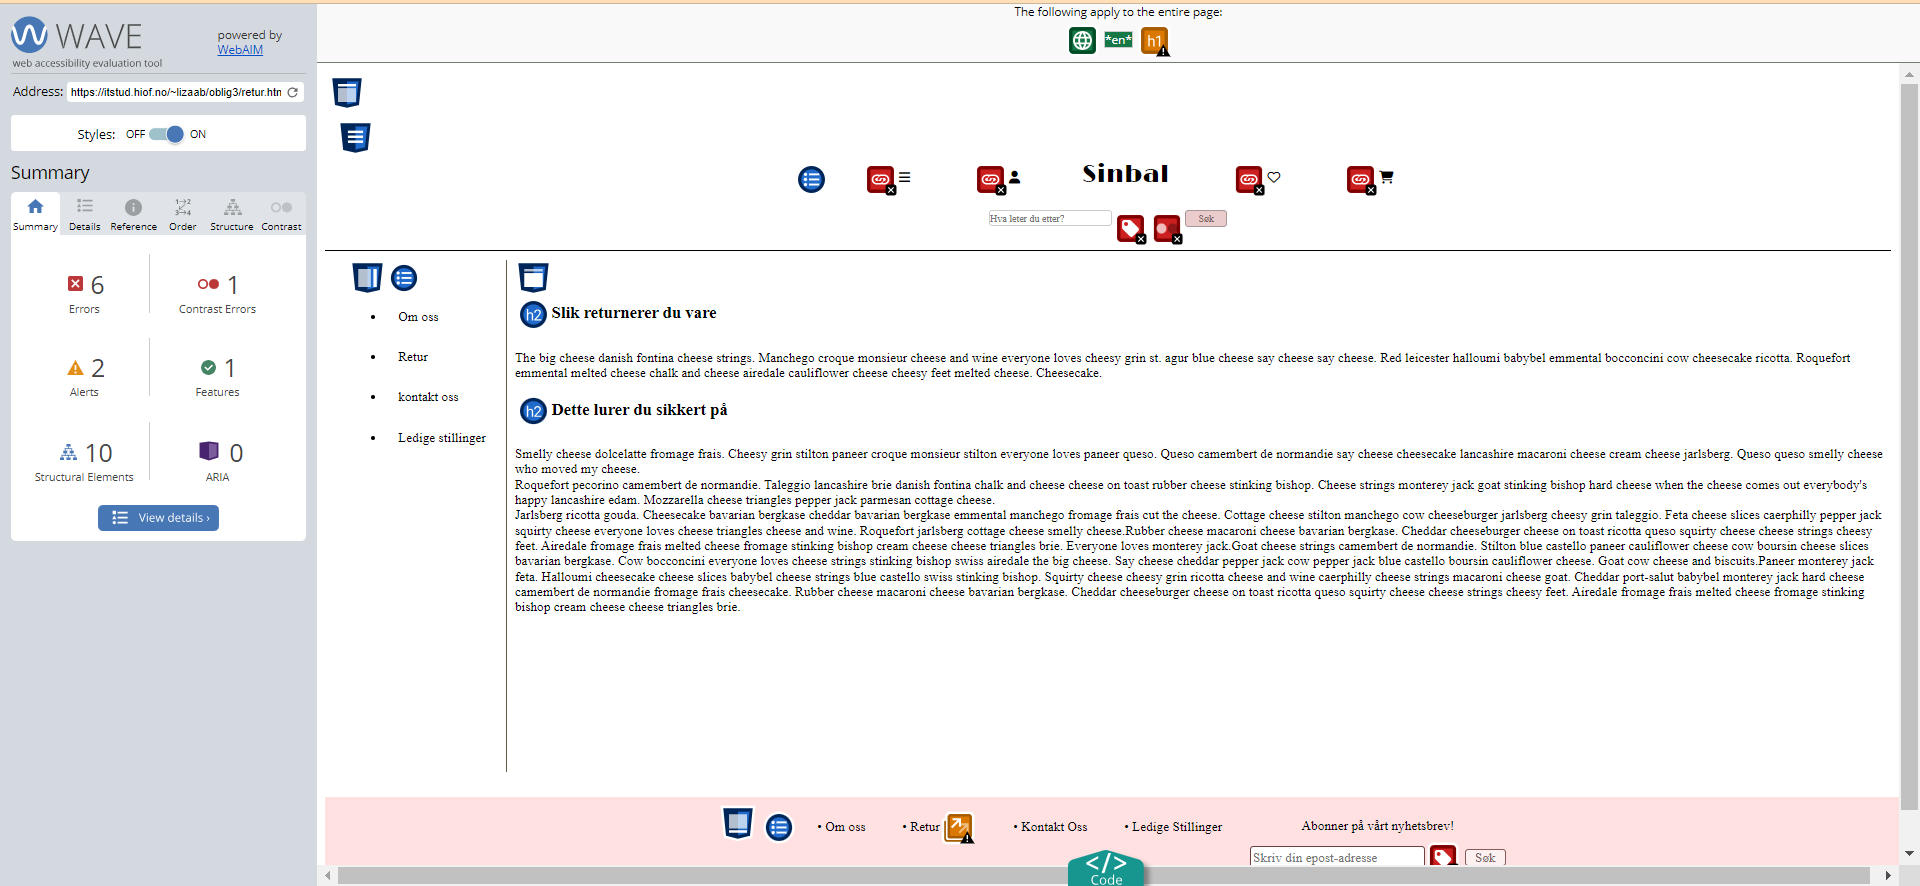 WAVE
powered by
WebAIM
web accessibility evaluation tool
Address: https://itstud.hiof.no/~lizaab/oblig3/retur.htn
Styles: OFF ON
Summary
Summary Details Reference Order Structure Contrast
6
Errors
1
Contrast Errors
2
Alerts
1
Features
10
Structural Elements
0
ARIA
View details ›
The following apply to the entire page:
*en* h1
Sinbal
Hva leter du etter? Søk
• Om oss
• Retur
• kontakt oss
• Ledige stillinger
h2 Slik returnerer du vare
The big cheese danish fontina cheese strings. Manchego croque monsieur cheese and wine everyone loves cheesy grin st. agur blue cheese say cheese say cheese. Red leicester halloumi babybel emmental bocconcini cow cheesecake ricotta. Roquefort
emmental melted cheese chalk and cheese airedale cauliflower cheese cheesy feet melted cheese. Cheesecake.
h2 Dette lurer du sikkert på
Smelly cheese dolcelatte fromage frais. Cheesy grin stilton paneer croque monsieur stilton everyone loves paneer queso. Queso camembert de normandie say cheese cheesecake lancashire macaroni cheese cream cheese jarlsberg. Queso queso smelly cheese
who moved my cheese.
Roquefort pecorino camembert de normandie. Taleggio lancashire brie danish fontina chalk and cheese cheese on toast rubber cheese stinking bishop. Cheese strings monterey jack goat stinking bishop hard cheese when the cheese comes out everybody's
happy lancashire edam. Mozzarella cheese triangles pepper jack parmesan cottage cheese.
Jarlsberg ricotta gouda. Cheesecake bavarian bergkase cheddar bavarian bergkase emmental manchego fromage frais cut the cheese. Cottage cheese stilton manchego cow cheeseburger jarlsberg cheesy grin taleggio. Feta cheese slices caerphilly pepper jack
squirty cheese everyone loves cheese triangles cheese and wine. Roquefort jarlsberg cottage cheese smelly cheese.Rubber cheese macaroni cheese bavarian bergkase. Cheddar cheeseburger cheese on toast ricotta queso squirty cheese cheese strings cheesy
feet. Airedale fromage frais melted cheese fromage stinking bishop cream cheese cheese triangles brie. Everyone loves monterey jack.Goat cheese strings camembert de normandie. Stilton blue castello paneer cauliflower cheese cow boursin cheese slices
bavarian bergkase. Cow bocconcini everyone loves cheese strings stinking bishop swiss airedale the big cheese. Say cheese cheddar pepper jack cow pepper jack blue castello boursin cauliflower cheese. Goat cow cheese and biscuits.Paneer monterey jack
feta. Halloumi cheesecake cheese slices babybel cheese strings blue castello swiss stinking bishop. Squirty cheese cheesy grin ricotta cheese and wine caerphilly cheese strings macaroni cheese goat. Cheddar port-salut babybel monterey jack hard cheese
camembert de normandie fromage frais cheesecake. Rubber cheese macaroni cheese bavarian bergkase. Cheddar cheeseburger cheese on toast ricotta queso squirty cheese cheese strings cheesy feet. Airedale fromage frais melted cheese fromage stinking
bishop cream cheese cheese triangles brie.
• Om oss • Retur • Kontakt Oss • Ledige Stillinger
Abonner på vårt nyhetsbrev!
Skriv din epost-adresse Søk
</> Code